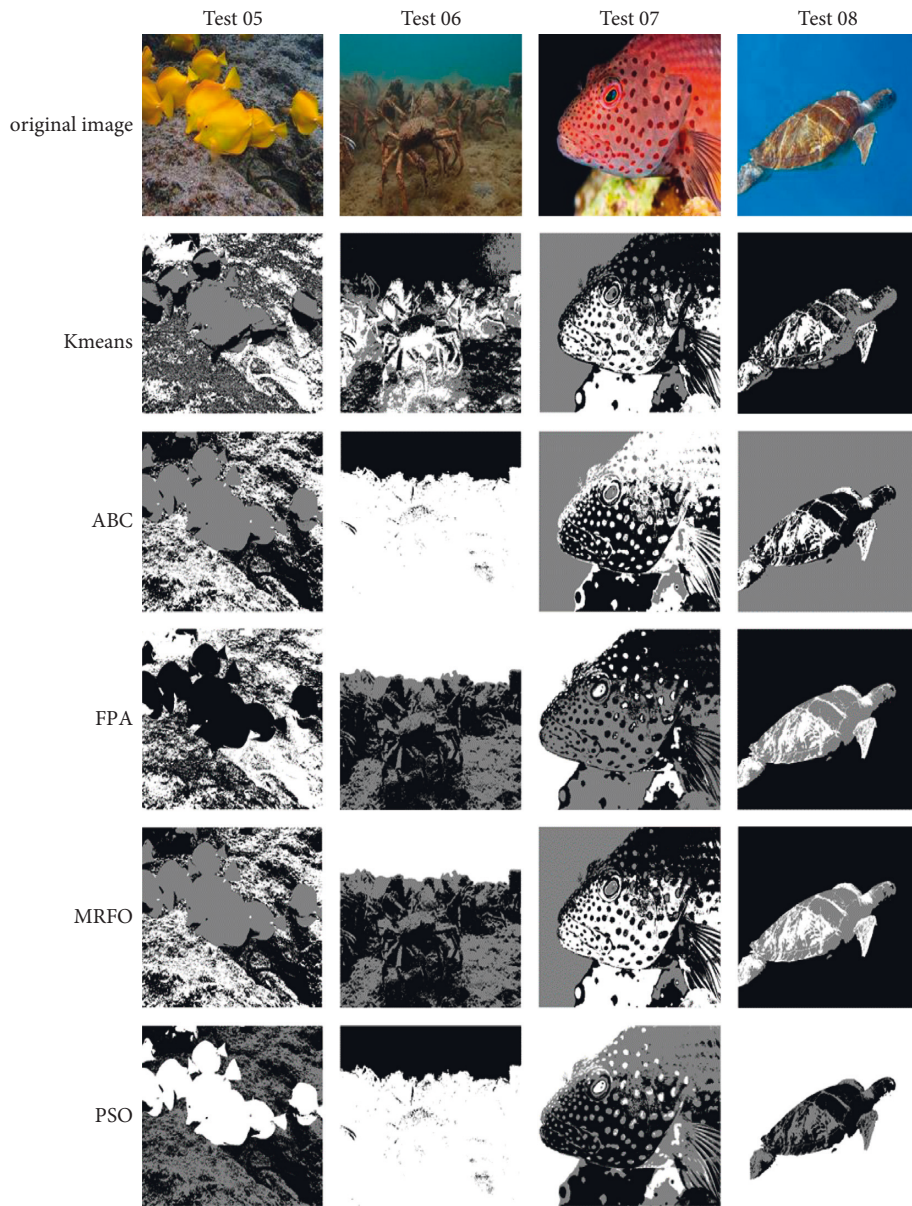 Test 05
Test 06
Test 07
Test 08
original image
Kmeans
ABC
FPA
MRFO
PSO